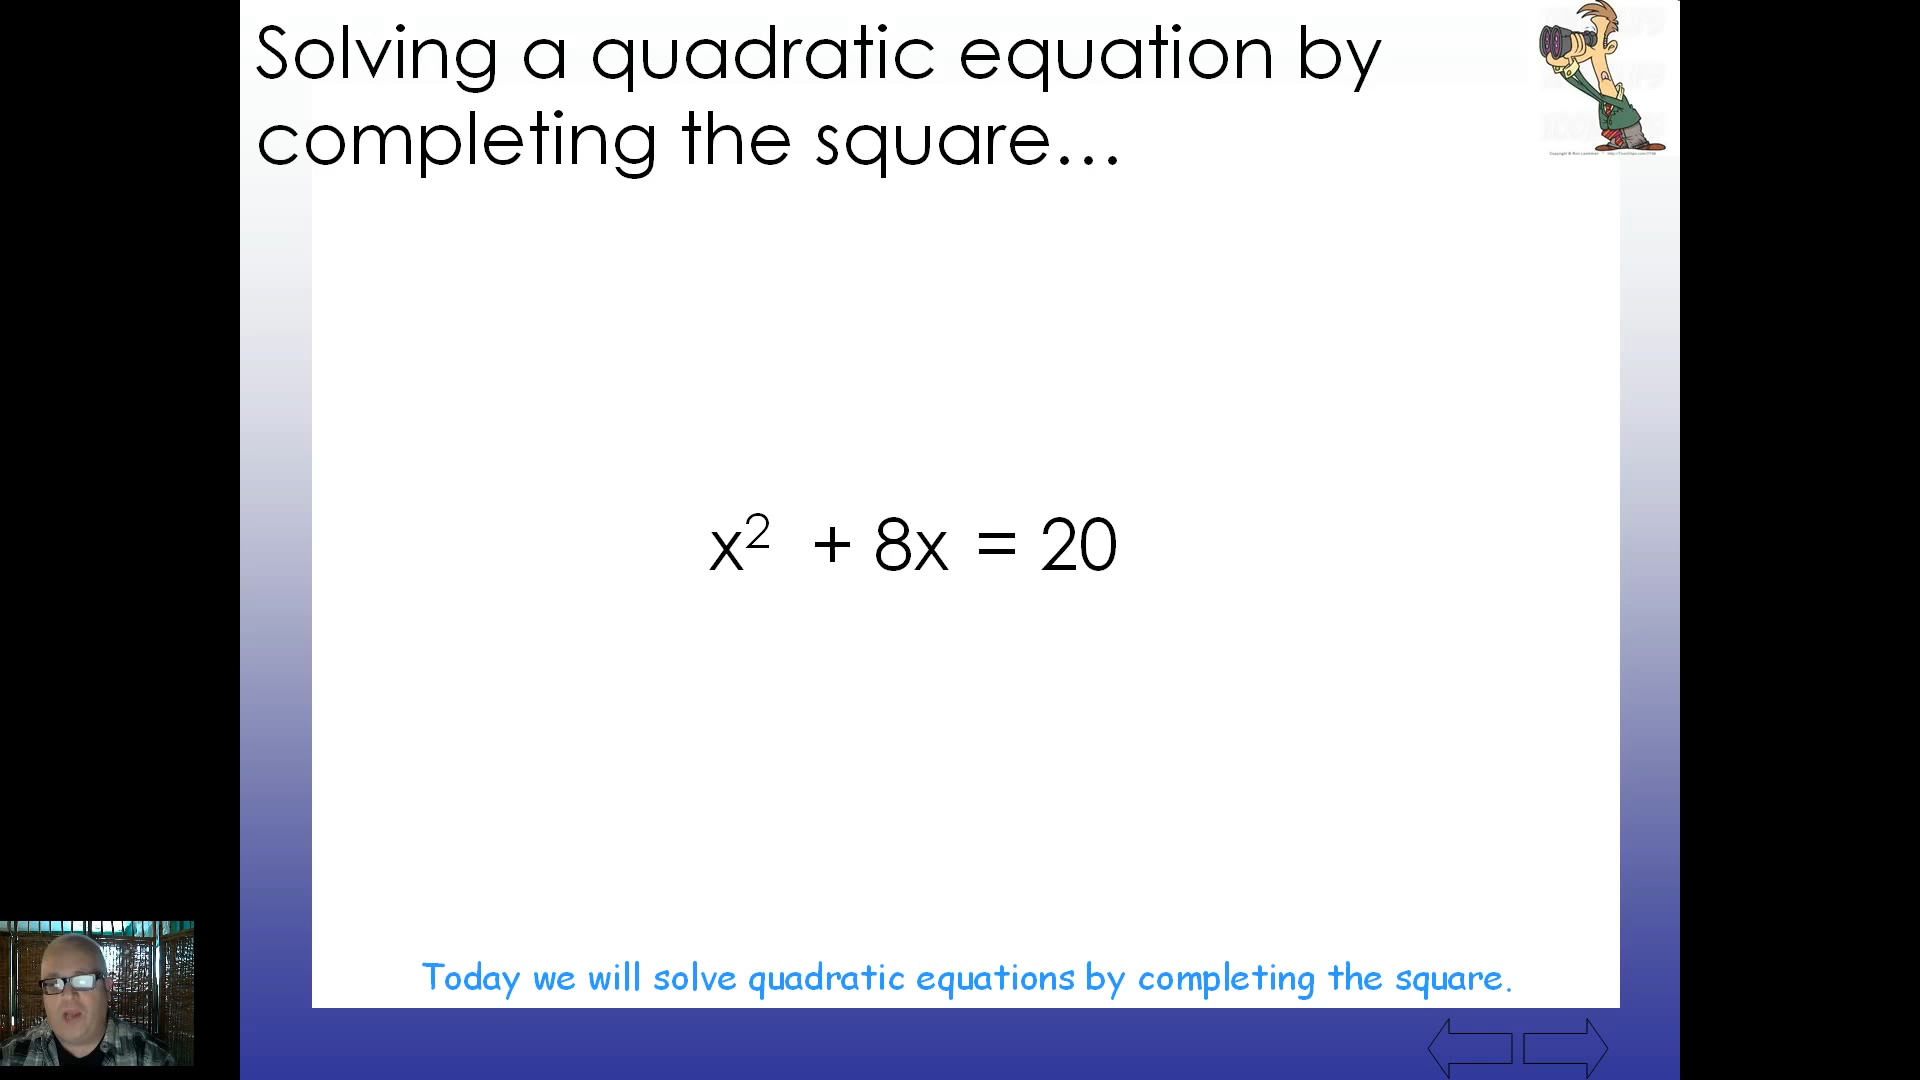 Solving a quadratic equation by
completing the square...
x² + 8x = 20
Today we will solve quadratic equations by completing the square.